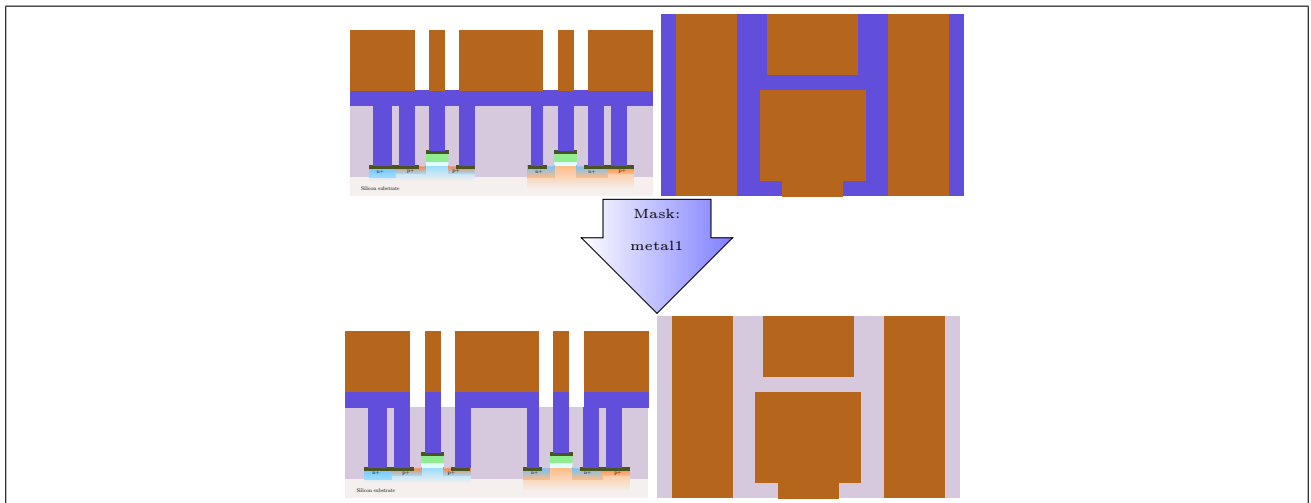 n+ p+ p+ n+ n+ p+
Silicon substrate
Mask:
metal1
n+ p+ p+ n+ n+ p+
Silicon substrate